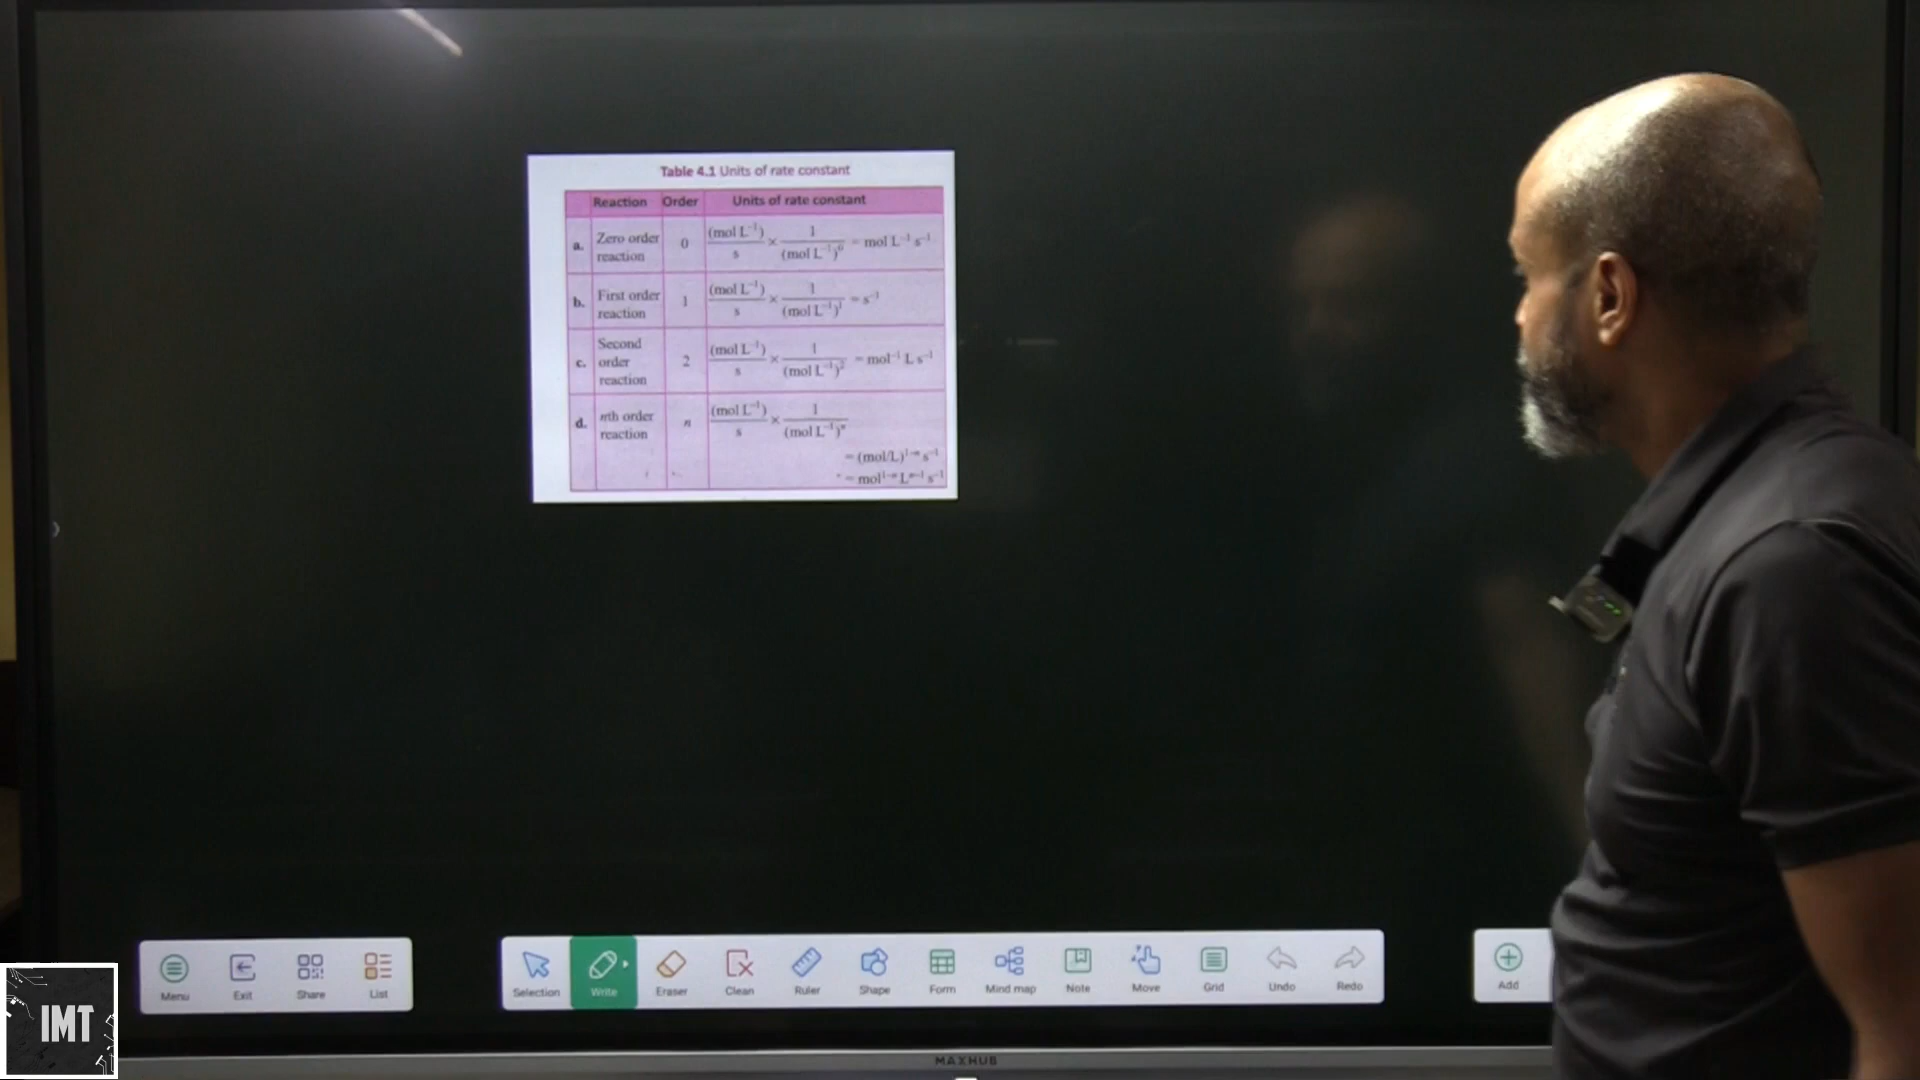 Table 4.1 Units of rate constant
Reaction Order Units of rate constant
a. Zero order reaction 0 (mol L⁻¹)/s × 1/(mol L⁻¹)⁰ = mol L⁻¹ s⁻¹
b. First order reaction 1 (mol L⁻¹)/s × 1/(mol L⁻¹)¹ = s⁻¹
c. Second order reaction 2 (mol L⁻¹)/s × 1/(mol L⁻¹)² = mol⁻¹ L s⁻¹
d. nth order reaction n (mol L⁻¹)/s × 1/(mol L⁻¹)ⁿ
= (mol/L)¹⁻ⁿ s⁻¹
= mol¹⁻ⁿ Lⁿ⁻¹ s⁻¹
Menu Exit Share List
Selection Write Eraser Clean Ruler Shape Form Mind map Note Move Grid Undo Redo
Add
IMT
MAXHUB